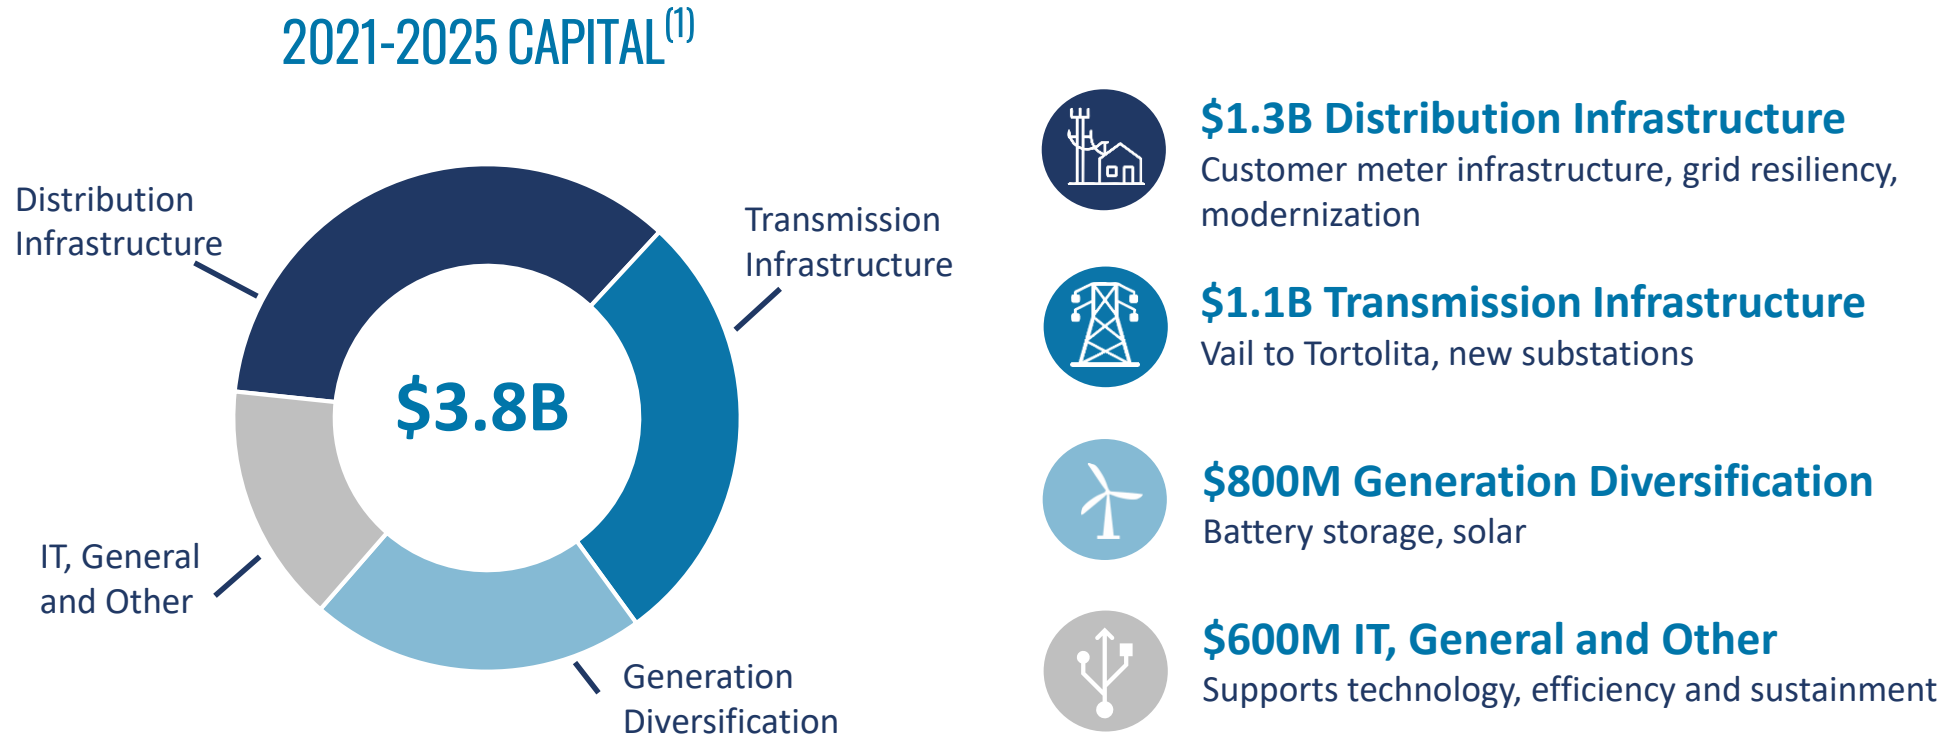 2021-2025 CAPITAL(1)
Distribution
Infrastructure
Transmission
Infrastructure
$3.8B
IT, General
and Other
Generation
Diversification
$1.3B Distribution Infrastructure
Customer meter infrastructure, grid resiliency,
modernization
$1.1B Transmission Infrastructure
Vail to Tortolita, new substations
$800M Generation Diversification
Battery storage, solar
$600M IT, General and Other
Supports technology, efficiency and sustainment